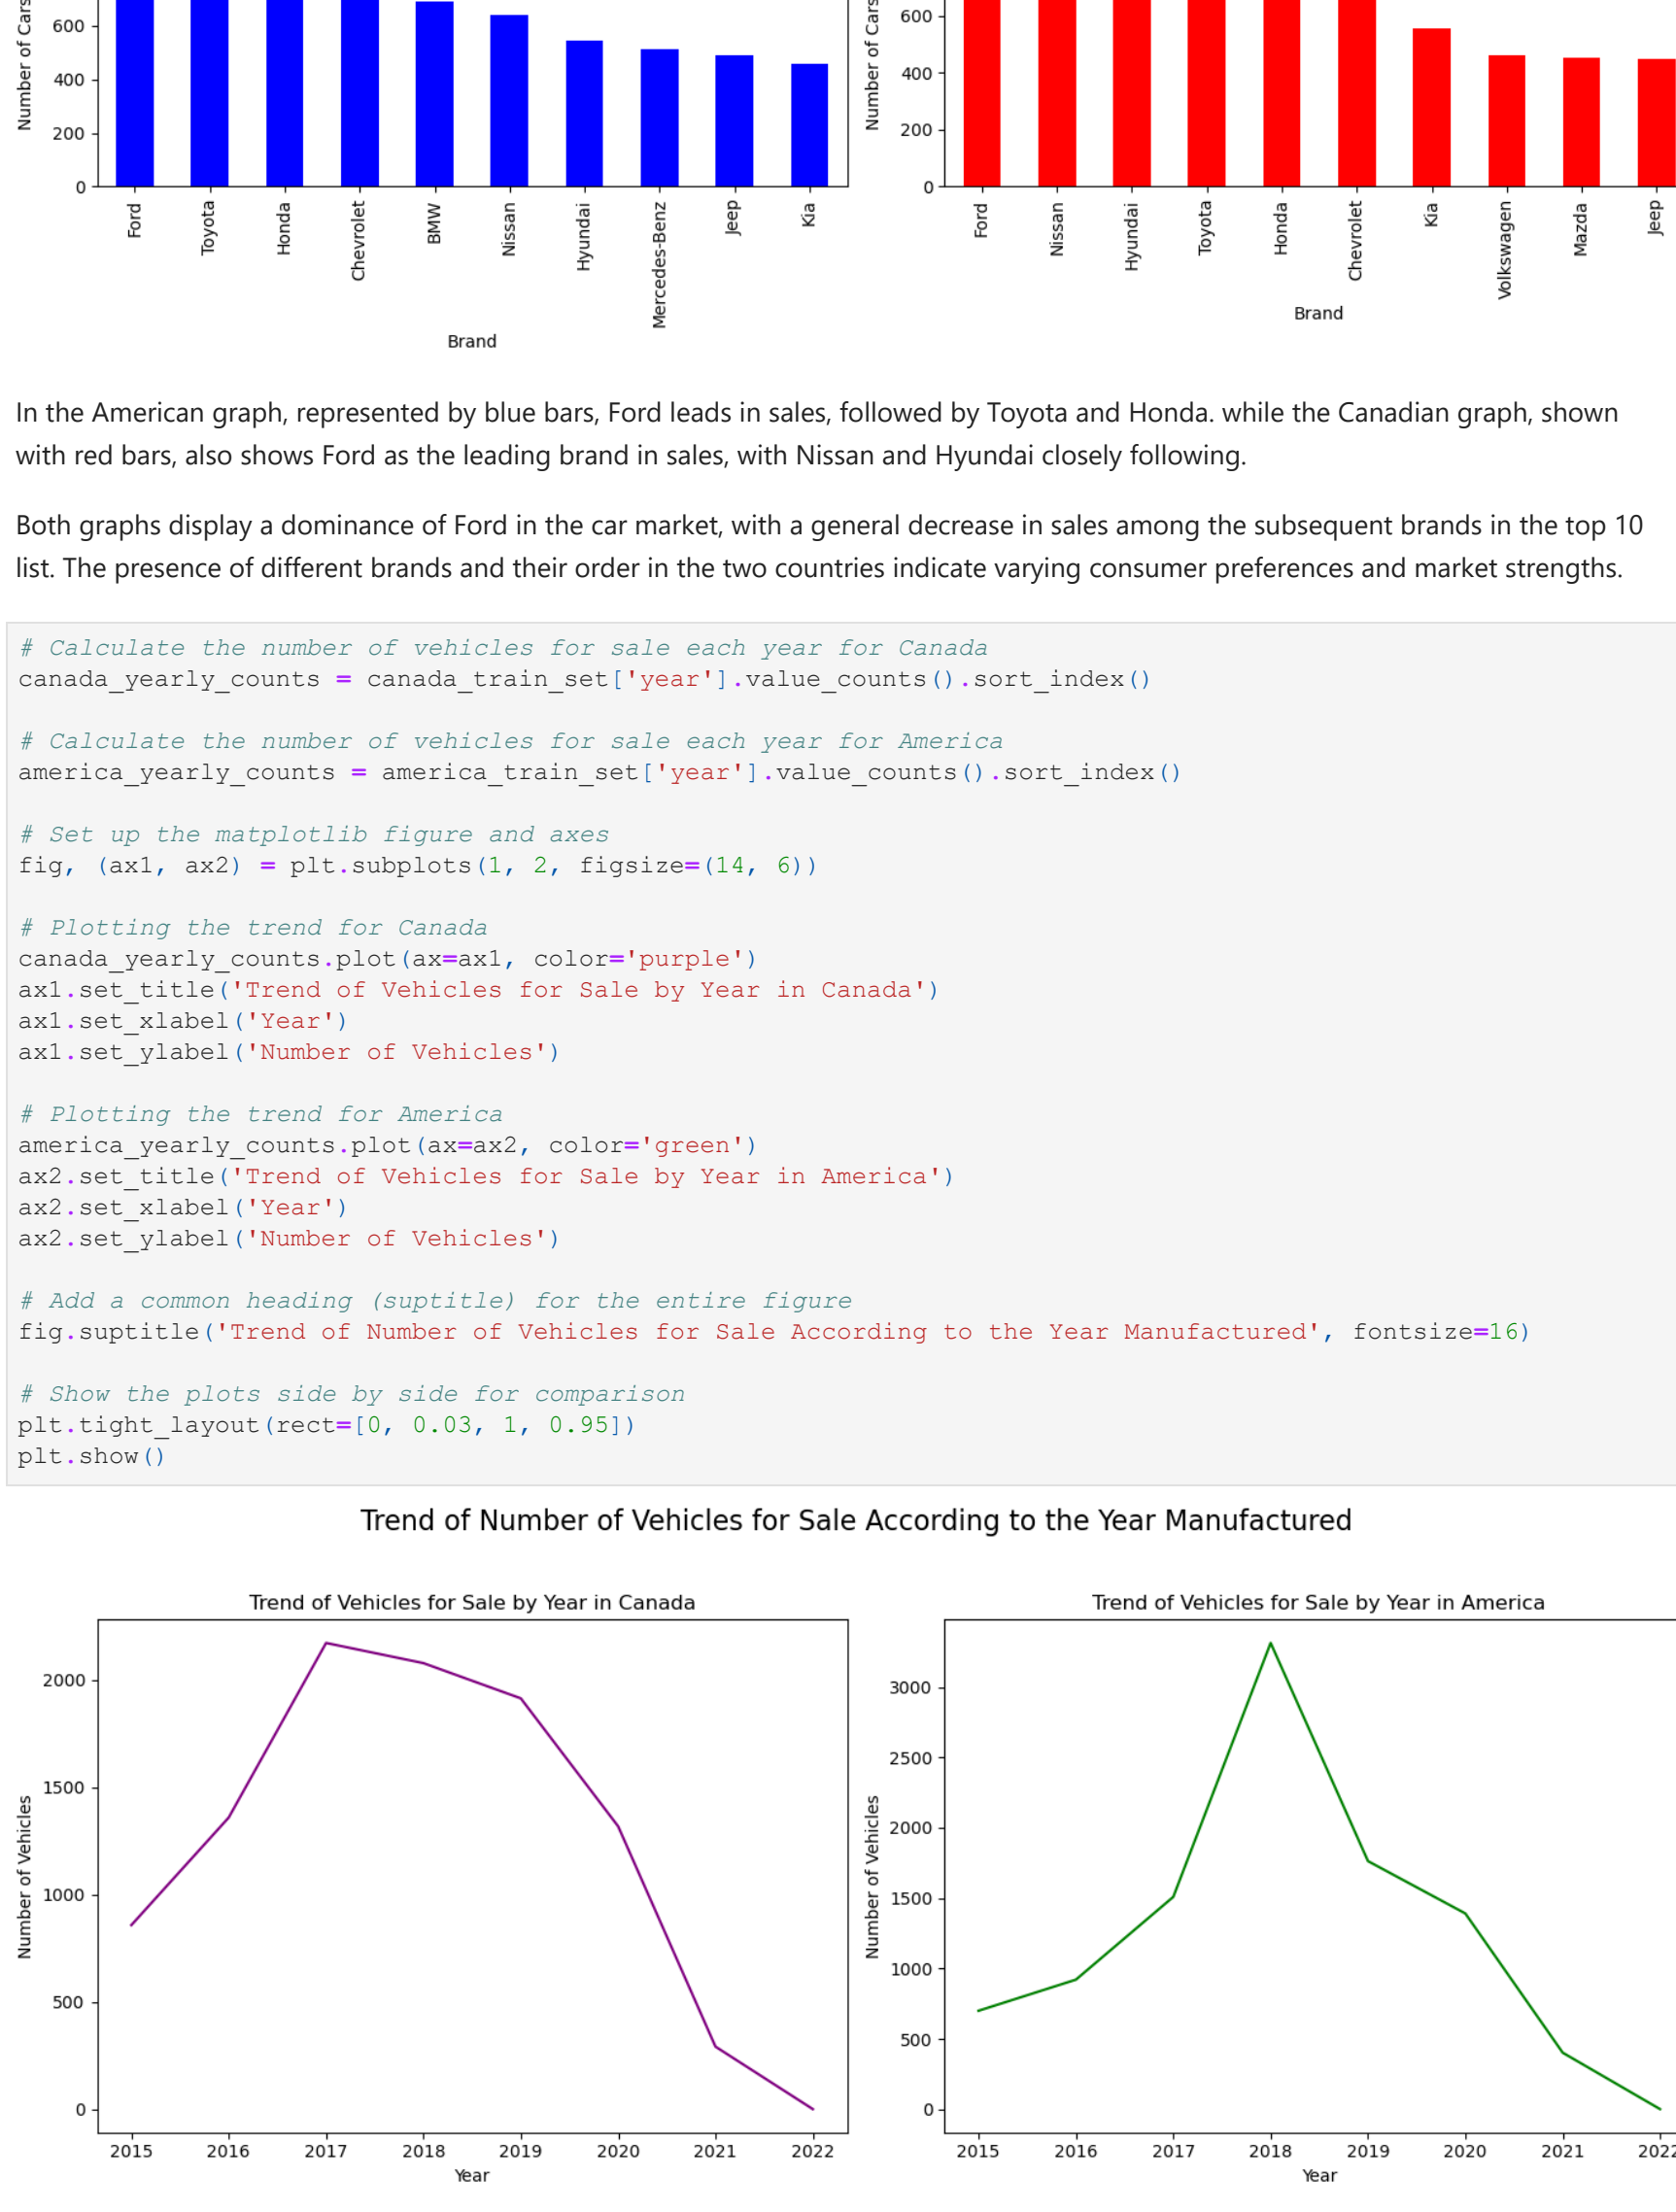 Number of Cars
600
400
200
0
Ford
Toyota
Honda
Chevrolet
BMW
Nissan
Hyundai
Mercedes-Benz
Jeep
Kia
Brand
Number of Cars
600
400
200
0
Ford
Nissan
Hyundai
Toyota
Honda
Chevrolet
Kia
Volkswagen
Mazda
Jeep
Brand
In the American graph, represented by blue bars, Ford leads in sales, followed by Toyota and Honda. while the Canadian graph, shown
with red bars, also shows Ford as the leading brand in sales, with Nissan and Hyundai closely following.
Both graphs display a dominance of Ford in the car market, with a general decrease in sales among the subsequent brands in the top 10
list. The presence of different brands and their order in the two countries indicate varying consumer preferences and market strengths.
# Calculate the number of vehicles for sale each year for Canada
canada_yearly_counts = canada_train_set['year'].value_counts().sort_index()
# Calculate the number of vehicles for sale each year for America
america_yearly_counts = america_train_set['year'].value_counts().sort_index()
# Set up the matplotlib figure and axes
fig, (ax1, ax2) = plt.subplots(1, 2, figsize=(14, 6))
# Plotting the trend for Canada
canada_yearly_counts.plot(ax=ax1, color='purple')
ax1.set_title('Trend of Vehicles for Sale by Year in Canada')
ax1.set_xlabel('Year')
ax1.set_ylabel('Number of Vehicles')
# Plotting the trend for America
america_yearly_counts.plot(ax=ax2, color='green')
ax2.set_title('Trend of Vehicles for Sale by Year in America')
ax2.set_xlabel('Year')
ax2.set_ylabel('Number of Vehicles')
# Add a common heading (suptitle) for the entire figure
fig.suptitle('Trend of Number of Vehicles for Sale According to the Year Manufactured', fontsize=16)
# Show the plots side by side for comparison
plt.tight_layout(rect=[0, 0.03, 1, 0.95])
plt.show()
Trend of Number of Vehicles for Sale According to the Year Manufactured
Trend of Vehicles for Sale by Year in Canada
Number of Vehicles
2000
1500
1000
500
0
2015 2016 2017 2018 2019 2020 2021 2022
Year
Trend of Vehicles for Sale by Year in America
Number of Vehicles
3000
2500
2000
1500
1000
500
0
2015 2016 2017 2018 2019 2020 2021 2022
Year